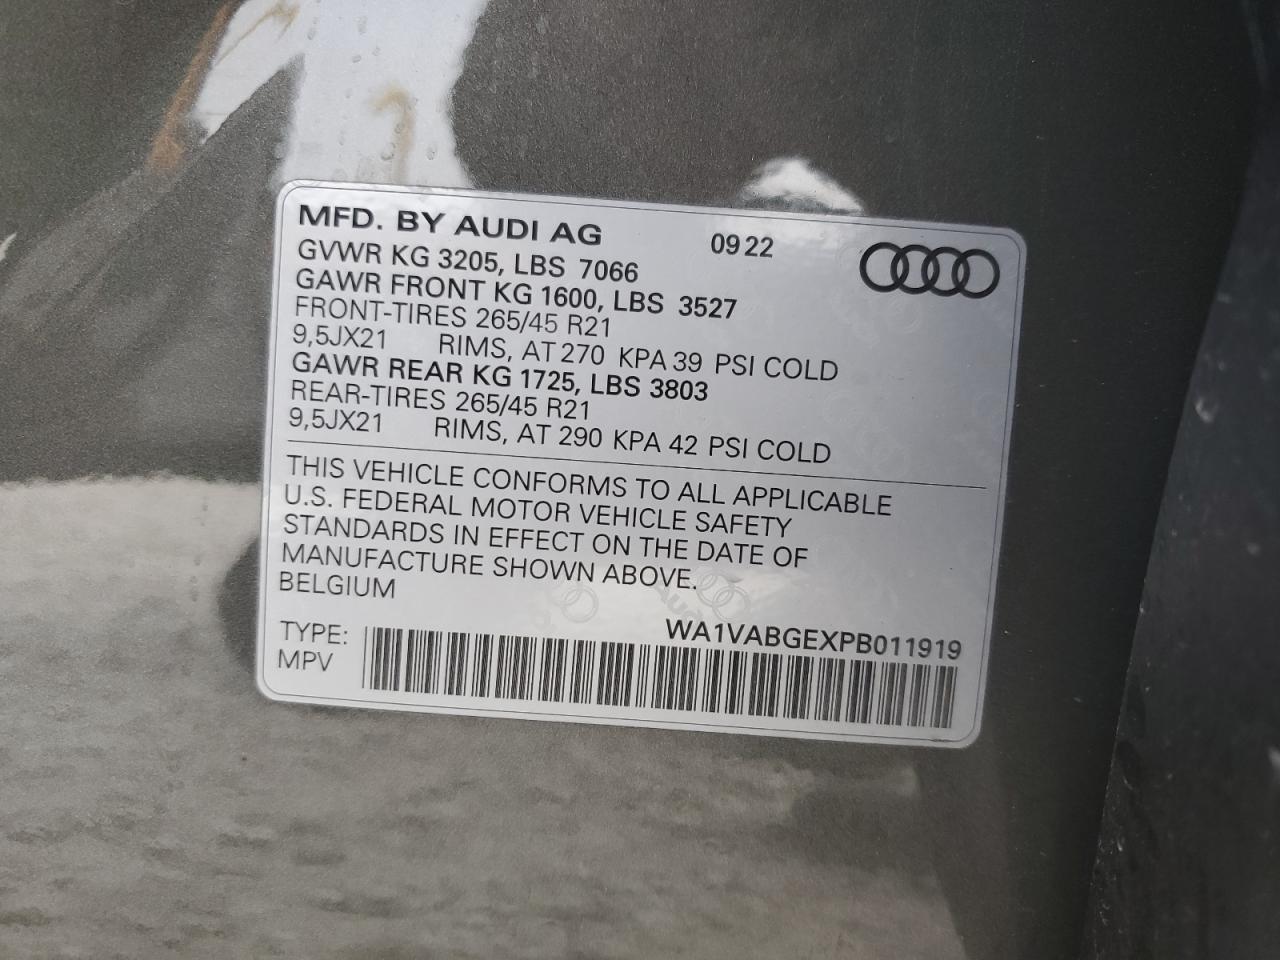 MFD. BY AUDI AG 09 22
GVWR KG 3205, LBS 7066
GAWR FRONT KG 1600, LBS 3527
FRONT-TIRES 265/45 R21
9,5JX21 RIMS, AT 270 KPA 39 PSI COLD
GAWR REAR KG 1725, LBS 3803
REAR-TIRES 265/45 R21
9,5JX21 RIMS, AT 290 KPA 42 PSI COLD
THIS VEHICLE CONFORMS TO ALL APPLICABLE
U.S. FEDERAL MOTOR VEHICLE SAFETY
STANDARDS IN EFFECT ON THE DATE OF
MANUFACTURE SHOWN ABOVE.
BELGIUM
WA1VABGEXPB011919
TYPE:
MPV